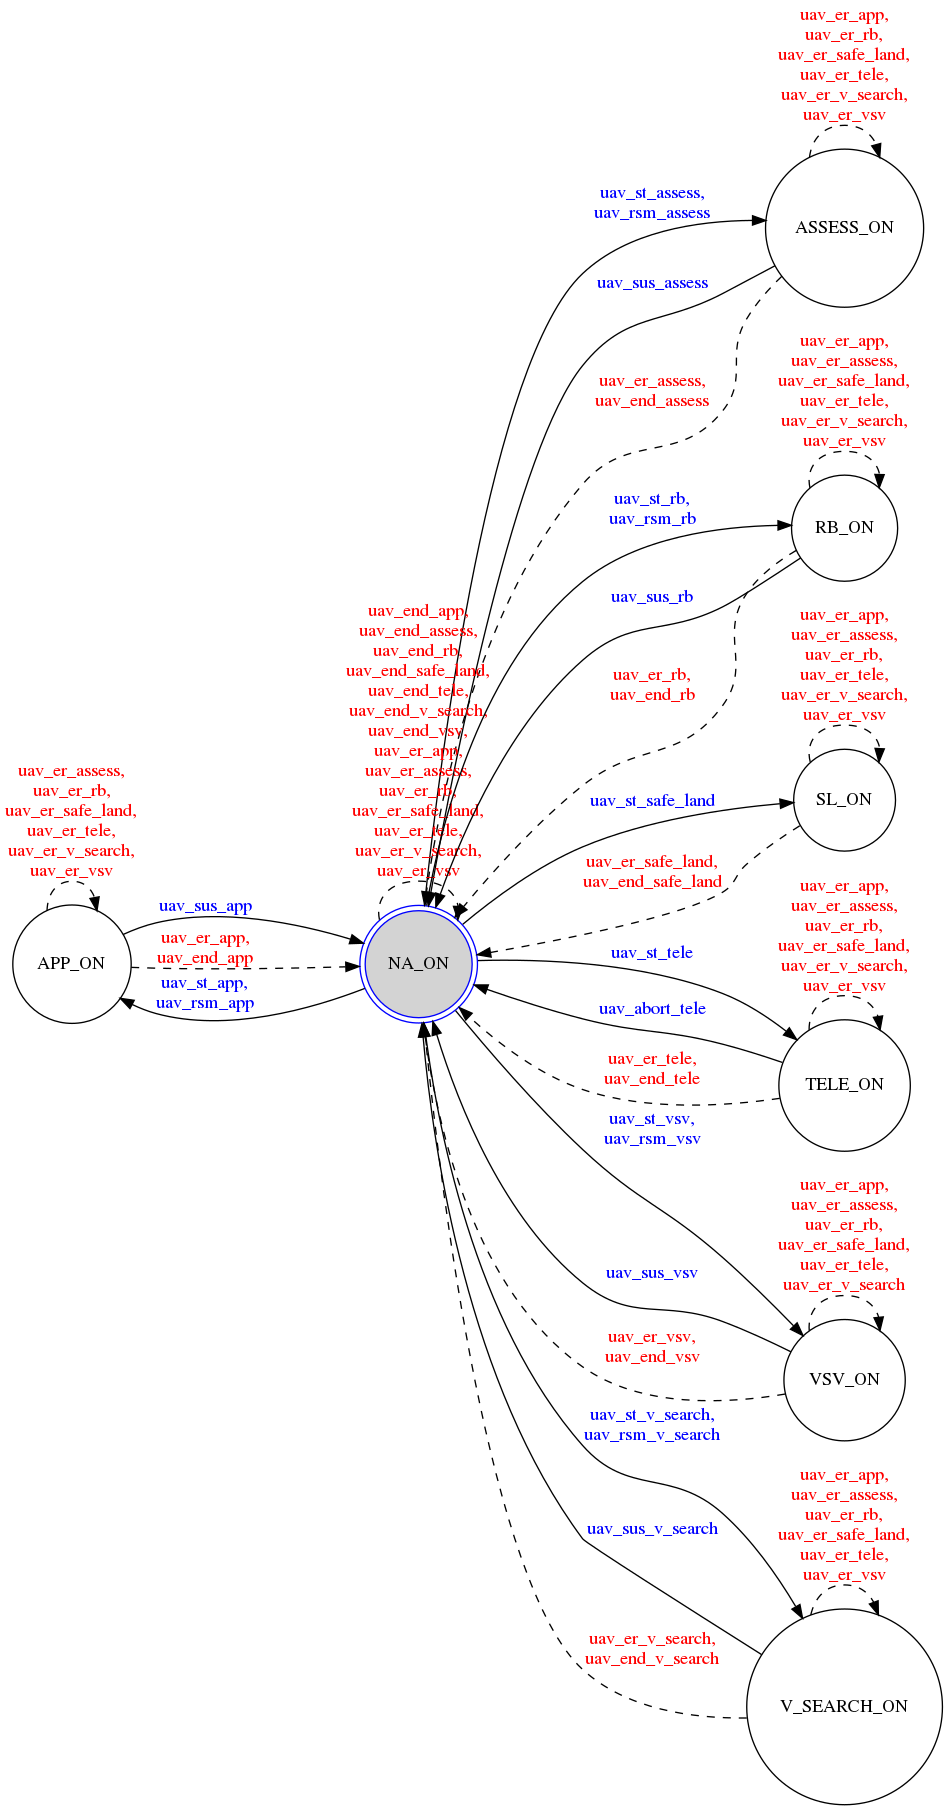 uav_er_app,
uav_er_rb,
uav_er_safe_land,
uav_er_tele,
uav_er_v_search,
uav_er_vsv
ASSESS_ON
uav_st_assess,
uav_rsm_assess
uav_sus_assess
uav_er_assess,
uav_end_assess
uav_er_app,
uav_er_assess,
uav_er_safe_land,
uav_er_tele,
uav_er_v_search,
uav_er_vsv
RB_ON
uav_st_rb,
uav_rsm_rb
uav_sus_rb
uav_er_rb,
uav_end_rb
uav_end_app,
uav_end_assess,
uav_end_rb,
uav_end_safe_land,
uav_end_tele,
uav_end_v_search,
uav_end_vsv,
uav_er_app,
uav_er_assess,
uav_er_rb,
uav_er_safe_land,
uav_er_tele,
uav_er_v_search,
uav_er_vsv
NA_ON
uav_er_app,
uav_er_assess,
uav_er_rb,
uav_er_tele,
uav_er_v_search,
uav_er_vsv
SL_ON
uav_st_safe_land
uav_er_safe_land,
uav_end_safe_land
uav_er_assess,
uav_er_rb,
uav_er_safe_land,
uav_er_tele,
uav_er_v_search,
uav_er_vsv
APP_ON
uav_sus_app
uav_er_app,
uav_end_app
uav_st_app,
uav_rsm_app
uav_er_app,
uav_er_assess,
uav_er_rb,
uav_er_safe_land,
uav_er_v_search,
uav_er_vsv
TELE_ON
uav_st_tele
uav_abort_tele
uav_er_tele,
uav_end_tele
uav_st_vsv,
uav_rsm_vsv
uav_er_app,
uav_er_assess,
uav_er_rb,
uav_er_safe_land,
uav_er_tele,
uav_er_v_search
VSV_ON
uav_sus_vsv
uav_er_vsv,
uav_end_vsv
uav_st_v_search,
uav_rsm_v_search
uav_er_app,
uav_er_assess,
uav_er_rb,
uav_er_safe_land,
uav_er_tele,
uav_er_vsv
V_SEARCH_ON
uav_sus_v_search
uav_er_v_search,
uav_end_v_search